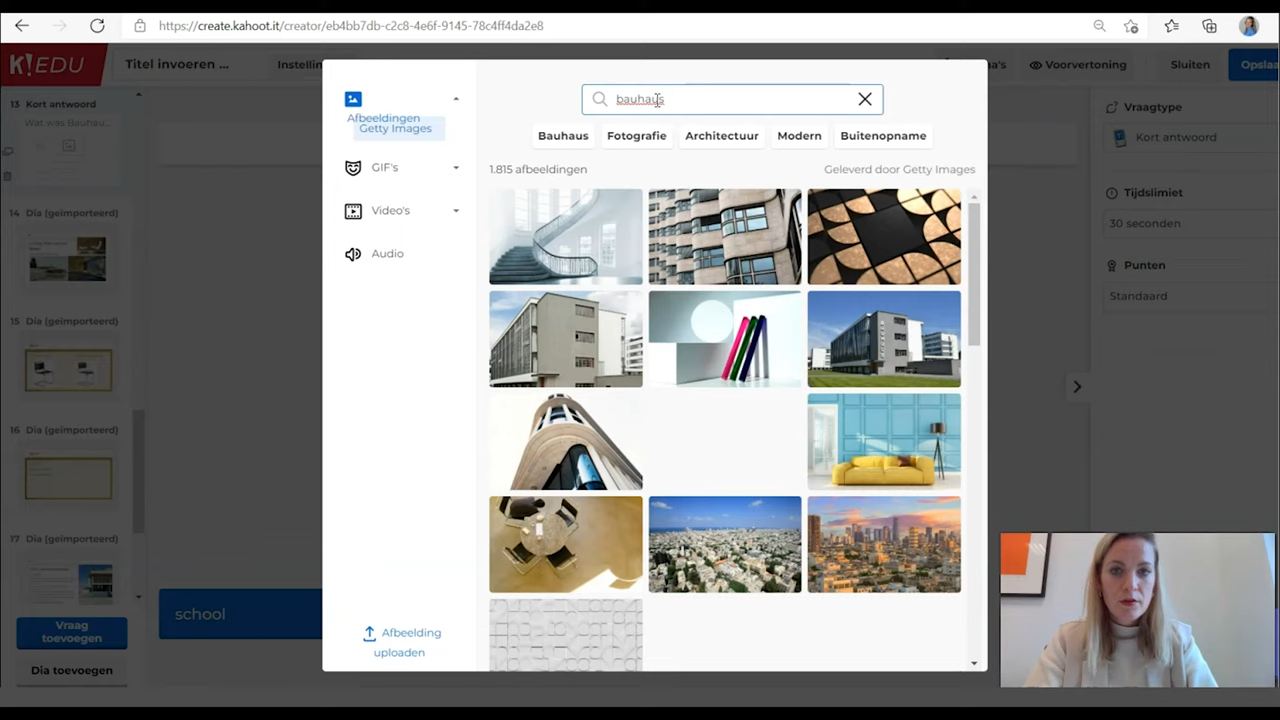 https://create.kahoot.it/creator/eb4bb7db-c2c8-4e6f-9145-78c4ff4da2e8
K!EDU
Titel invoeren ...
Voorvertoning
Sluiten
13 Kort antwoord
Wat was Bauhau...
14 Dia (geïmporteerd)
15 Dia (geïmporteerd)
16 Dia (geïmporteerd)
17 Dia (geïmporteerd)
Vraag
toevoegen
Dia toevoegen
school
Afbeeldingen
Getty Images
GIF's
Video's
Audio
Afbeelding
uploaden
bauhaus
Bauhaus
Fotografie
Architectuur
Modern
Buitenopname
1.815 afbeeldingen
Geleverd door Getty Images
Vraagtype
Kort antwoord
Tijdslimiet
30 seconden
Punten
Standaard